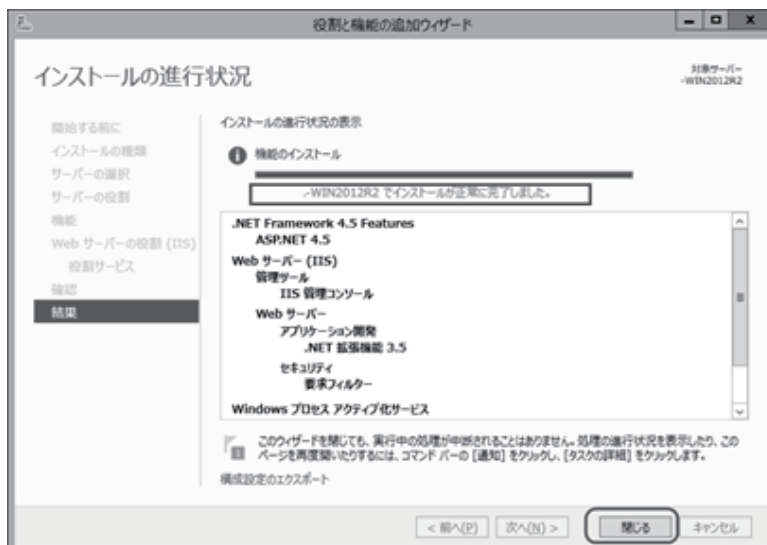 役割と機能の追加ウィザード
インストールの進行状況
対象サーバー
-WIN2012R2
開始する前に
インストールの種類
サーバーの選択
サーバーの役割
機能
Web サーバーの役割 (IIS)
役割サービス
確認
結果
インストールの進行状況の表示
機能のインストール
-WIN2012R2 でインストールが正常に完了しました。
.NET Framework 4.5 Features
ASP.NET 4.5
Web サーバー (IIS)
管理ツール
IIS 管理コンソール
Web サーバー
アプリケーション開発
.NET 拡張機能 3.5
セキュリティ
要求フィルター
Windows プロセス アクティブ化サービス
このウィザードを閉じても、実行中の処理が中断されることはありません。処理の進行状況を表示したり、この
ページを再度開いたりするには、コマンド バーの [通知] をクリックし、[タスクの詳細] をクリックします。
構成設定のエクスポート
< 前へ(P)
次へ(N) >
閉じる
キャンセル